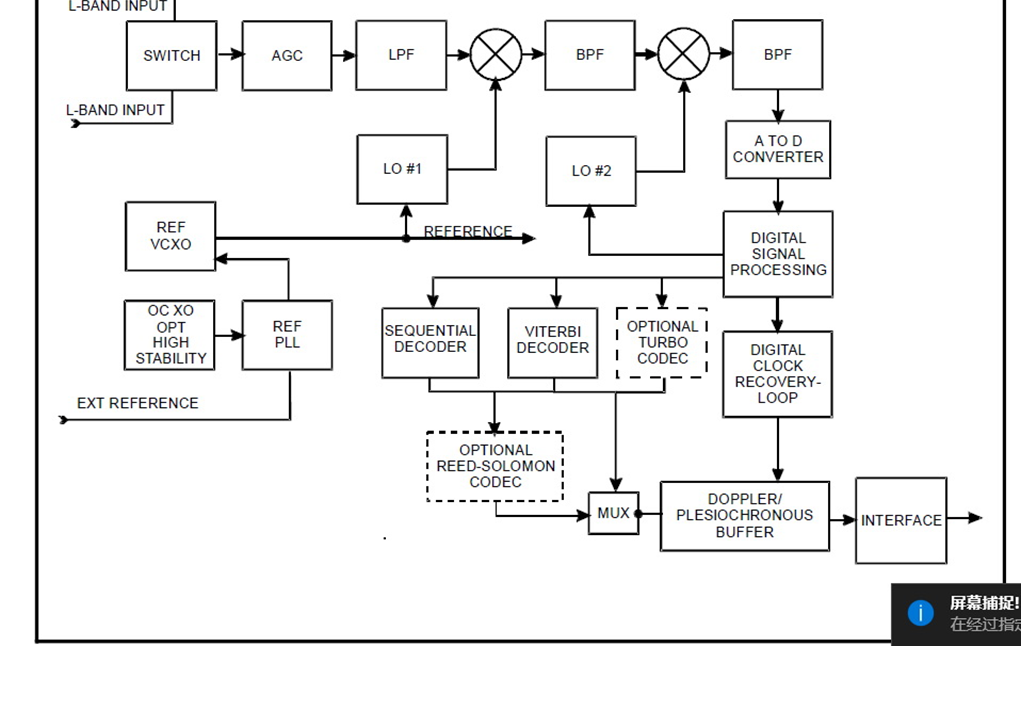 L-BAND INPUT
SWITCH
AGC
LPF
BPF
BPF
L-BAND INPUT
A TO D
CONVERTER
LO #1
LO #2
REF
VCXO
REFERENCE
DIGITAL
SIGNAL
PROCESSING
OC XO
OPT
HIGH
STABILITY
REF
PLL
SEQUENTIAL
DECODER
VITERBI
DECODER
OPTIONAL
TURBO
CODEC
DIGITAL
CLOCK
RECOVERY-
LOOP
EXT REFERENCE
OPTIONAL
REED-SOLOMON
CODEC
MUX
DOPPLER/
PLESIOCHRONOUS
BUFFER
INTERFACE
屏幕捕捉!
在经过指定